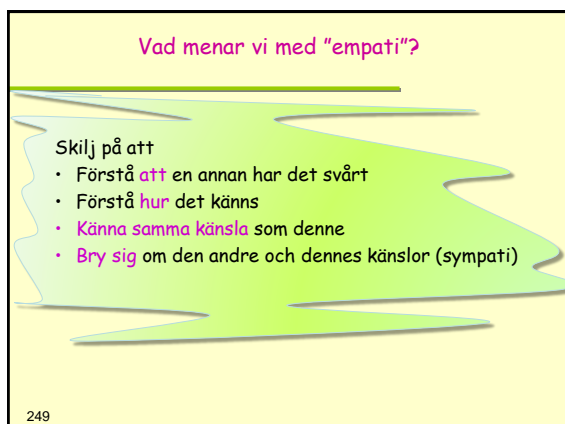 Vad menar vi med ”empati”?
Skilj på att
• Förstå att en annan har det svårt
• Förstå hur det känns
• Känna samma känsla som denne
• Bry sig om den andre och dennes känslor (sympati)
249